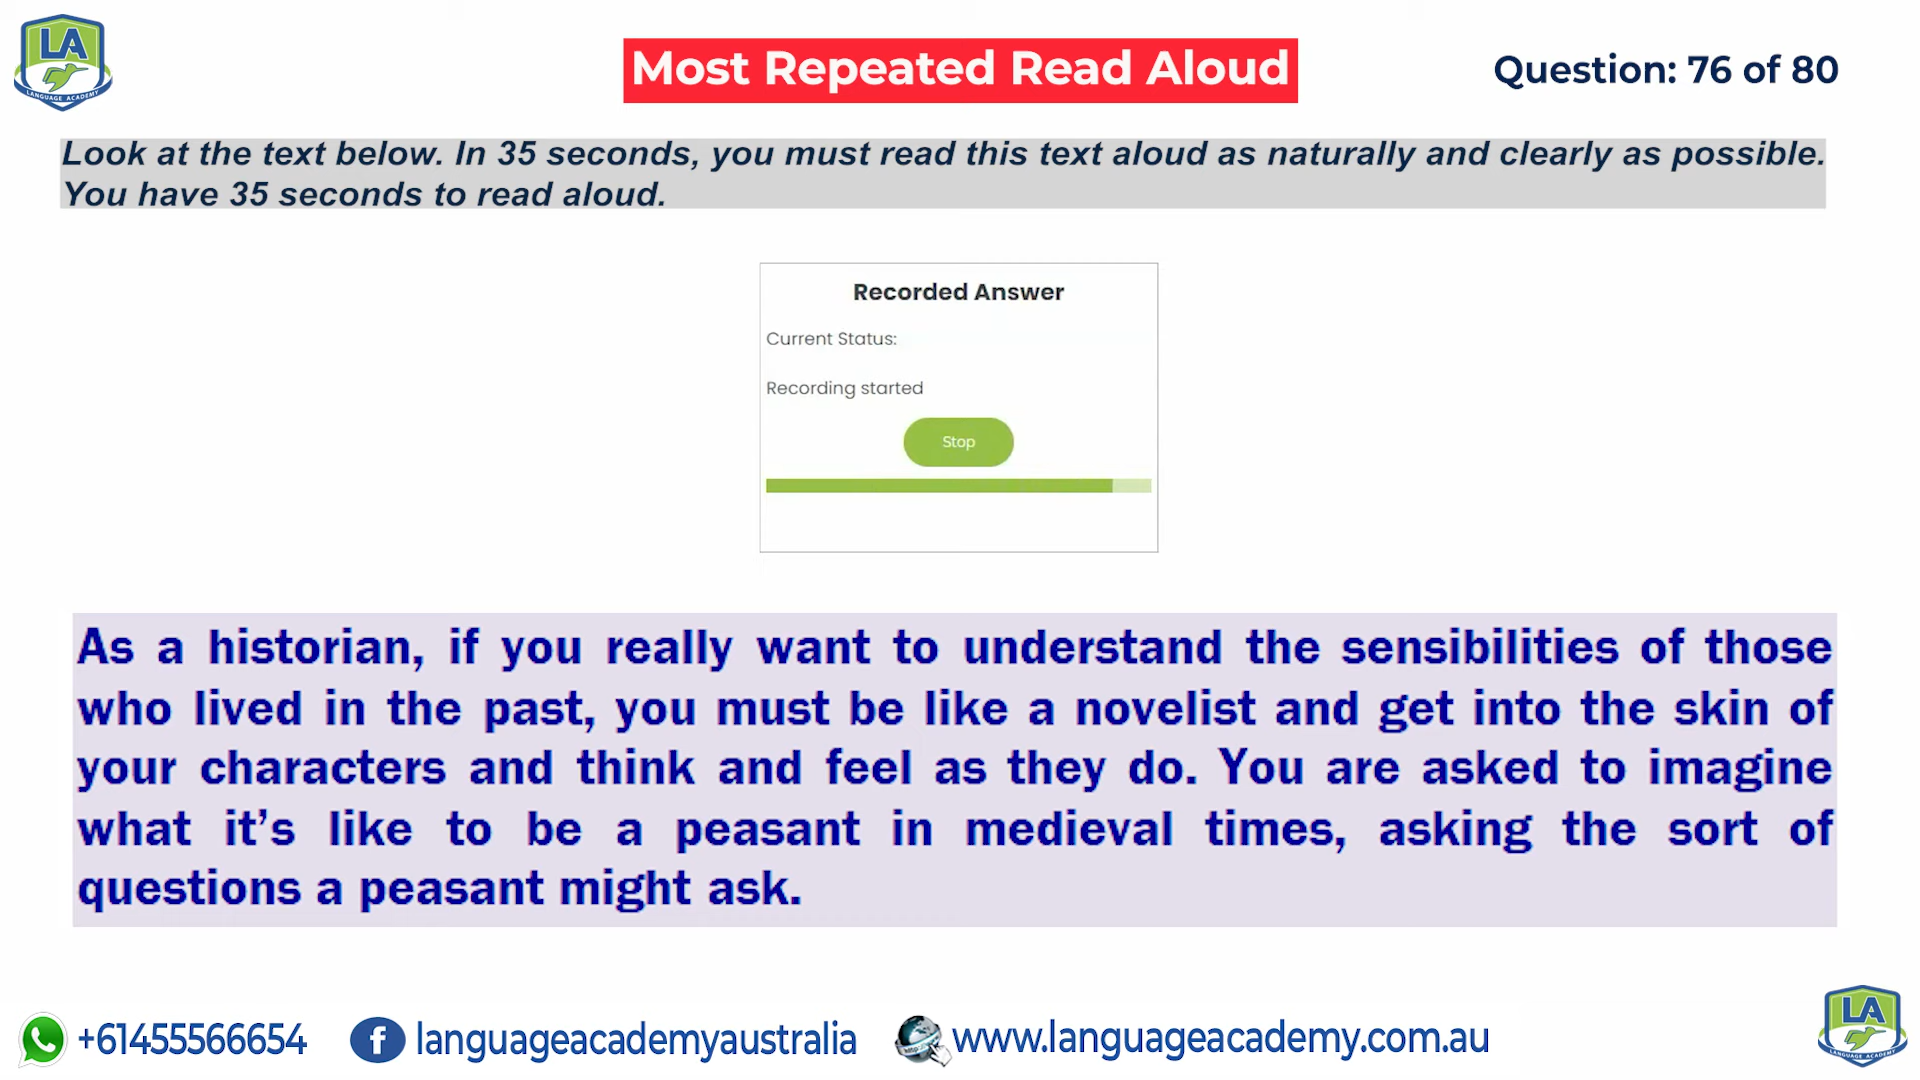 LA
LANGUAGE ACADEMY
Most Repeated Read Aloud
Question: 76 of 80
Look at the text below. In 35 seconds, you must read this text aloud as naturally and clearly as possible.
You have 35 seconds to read aloud.
Recorded Answer
Current Status:
Recording started
Stop
As a historian, if you really want to understand the sensibilities of those
who lived in the past, you must be like a novelist and get into the skin of
your characters and think and feel as they do. You are asked to imagine
what it’s like to be a peasant in medieval times, asking the sort of
questions a peasant might ask.
+61455566654
languageacademyaustralia
www.languageacademy.com.au
LA
LANGUAGE ACADEMY